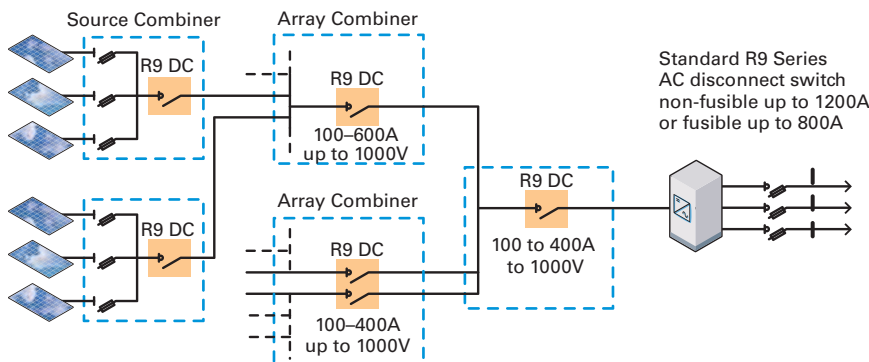 Source Combiner
R9 DC
R9 DC
Array Combiner
R9 DC
100–600A
up to 1000V
Array Combiner
R9 DC
100–400A
up to 1000V
R9 DC
100 to 400A
to 1000V
Standard R9 Series
AC disconnect switch
non-fusible up to 1200A
or fusible up to 800A